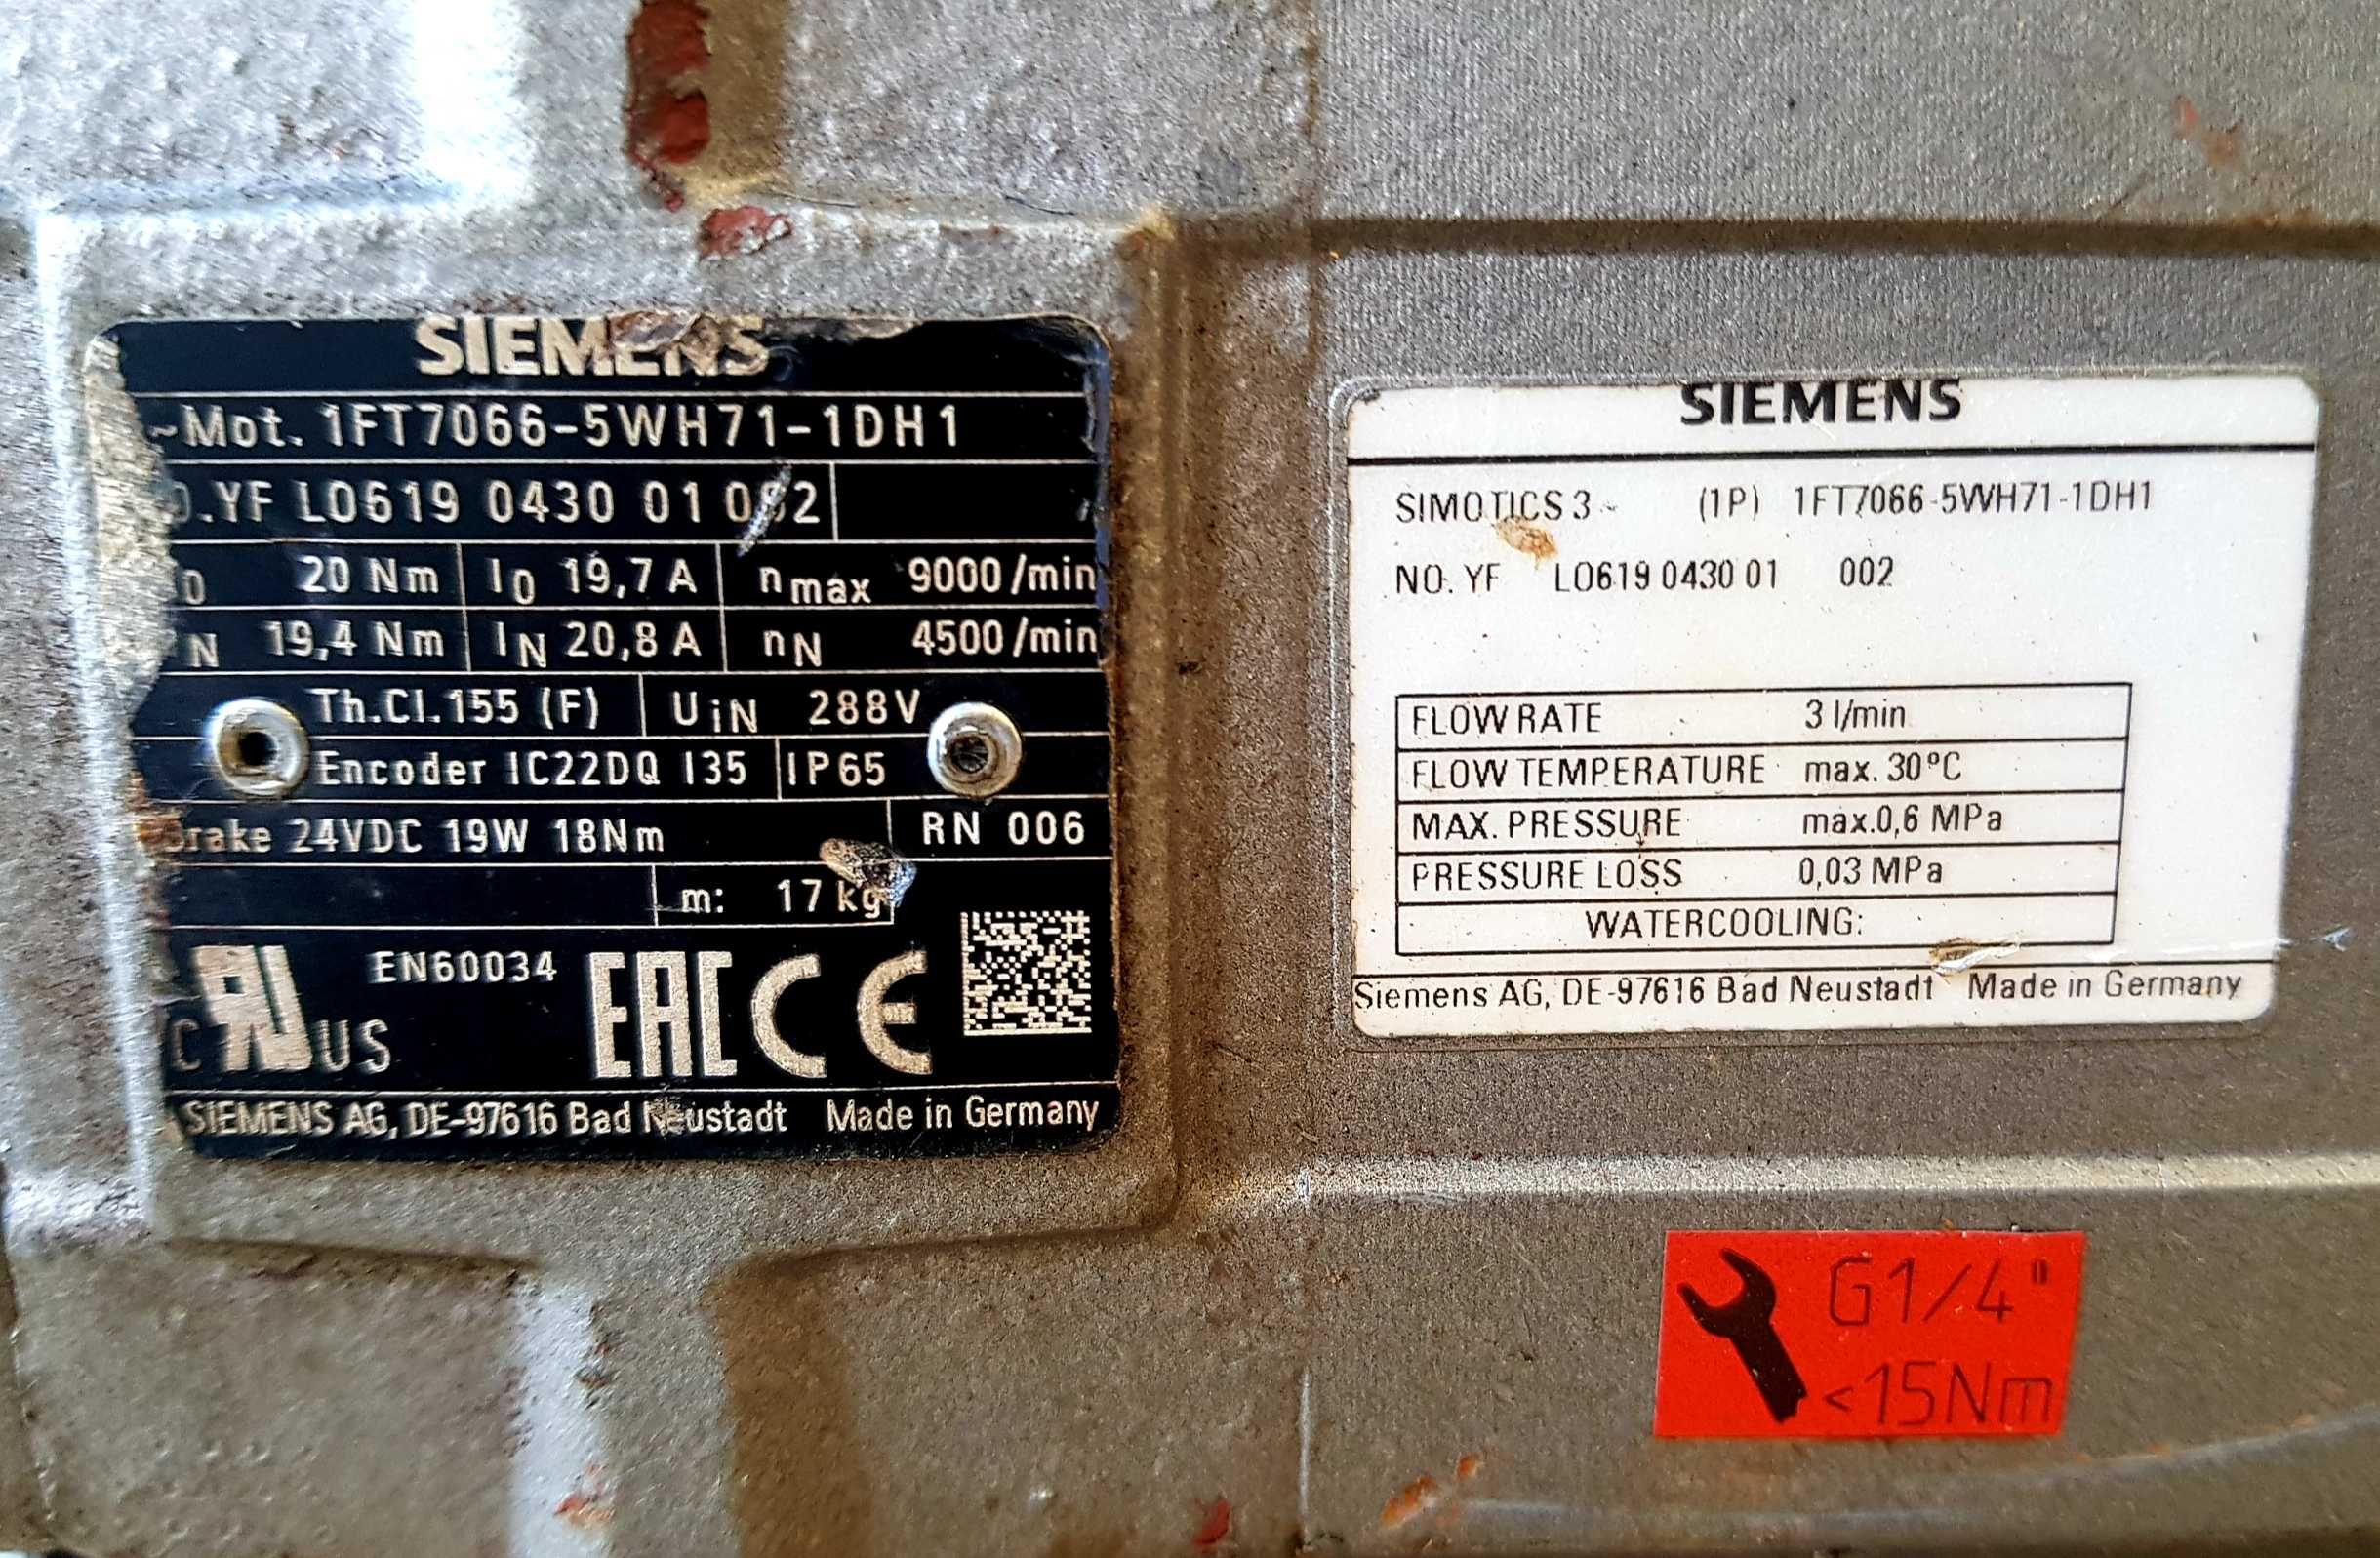 SIEMENS
~Mot. 1FT7066-5WH71-1DH1
.YF L0619 0430 01 002
0 20 Nm I0 19,7 A nmax 9000/min
N 19,4 Nm IN 20,8 A nN 4500/min
Th.Cl.155 (F) UiN 288V
Encoder IC22DQ I35 IP65
Brake 24VDC 19W 18Nm RN 006
m: 17 kg
EN60034
C RU US EAC CE
SIEMENS AG, DE-97616 Bad Neustadt Made in Germany
SIEMENS
SIMOTICS 3~ (1P) 1FT7066-5WH71-1DH1
NO. YF L0619 0430 01 002
FLOW RATE 3 l/min
FLOW TEMPERATURE max. 30°C
MAX. PRESSURE max.0,6 MPa
PRESSURE LOSS 0,03 MPa
WATERCOOLING:
Siemens AG, DE-97616 Bad Neustadt Made in Germany
G1/4"
<15Nm